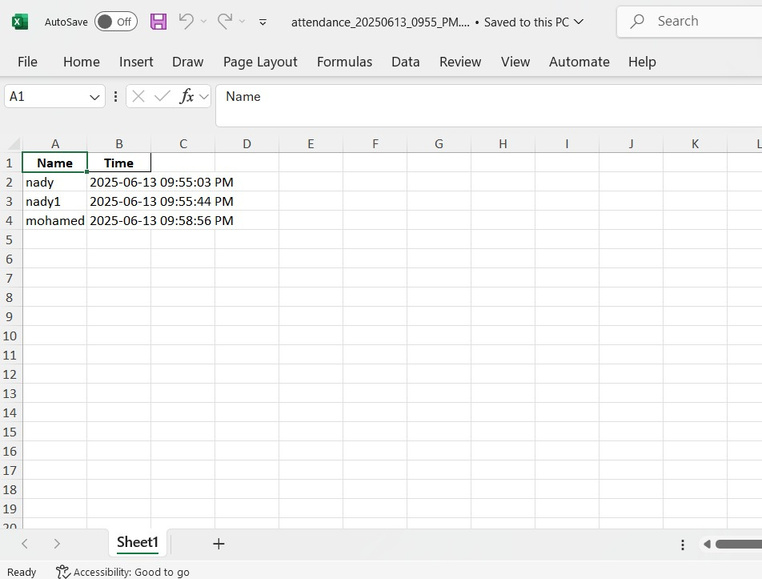 AutoSave Off attendance_20250613_0955_PM.... • Saved to this PC Search
File Home Insert Draw Page Layout Formulas Data Review View Automate Help
A1 fx Name
A B C D E F G H I J K L
1 Name Time
2 nady 2025-06-13 09:55:03 PM
3 nady1 2025-06-13 09:55:44 PM
4 mohamed 2025-06-13 09:58:56 PM
5
6
7
8
9
10
11
12
13
14
15
16
17
18
19
20
Sheet1 +
Ready Accessibility: Good to go